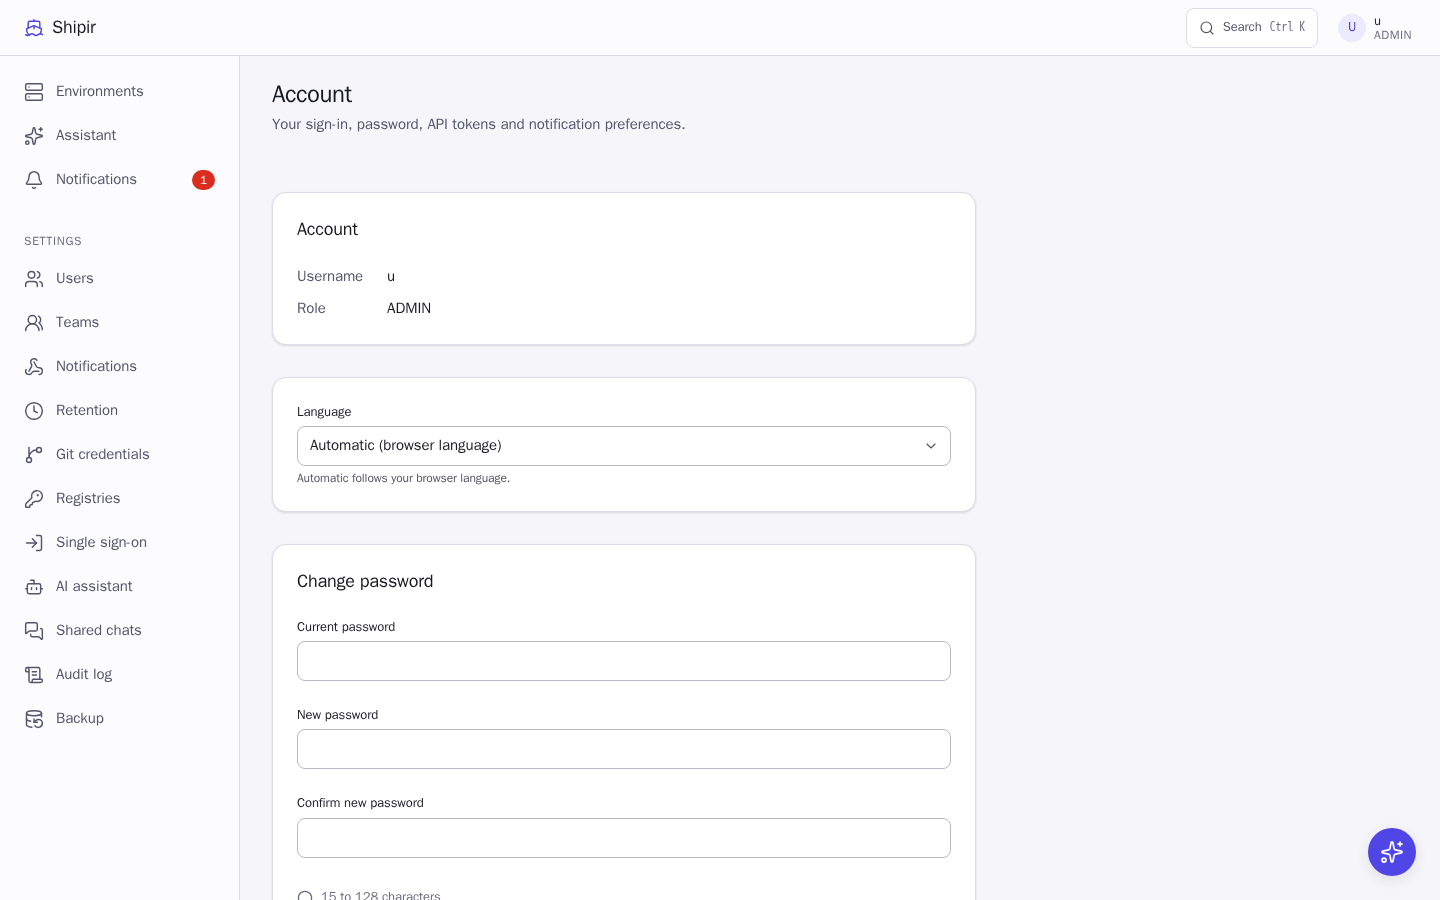 Shipir
Search Ctrl K
U
u
ADMIN
Environments
Assistant
Notifications
1
SETTINGS
Users
Teams
Notifications
Retention
Git credentials
Registries
Single sign-on
AI assistant
Shared chats
Audit log
Backup
Account
Your sign-in, password, API tokens and notification preferences.
Account
Username u
Role ADMIN
Language
Automatic (browser language)
Automatic follows your browser language.
Change password
Current password
New password
Confirm new password
15 to 128 characters